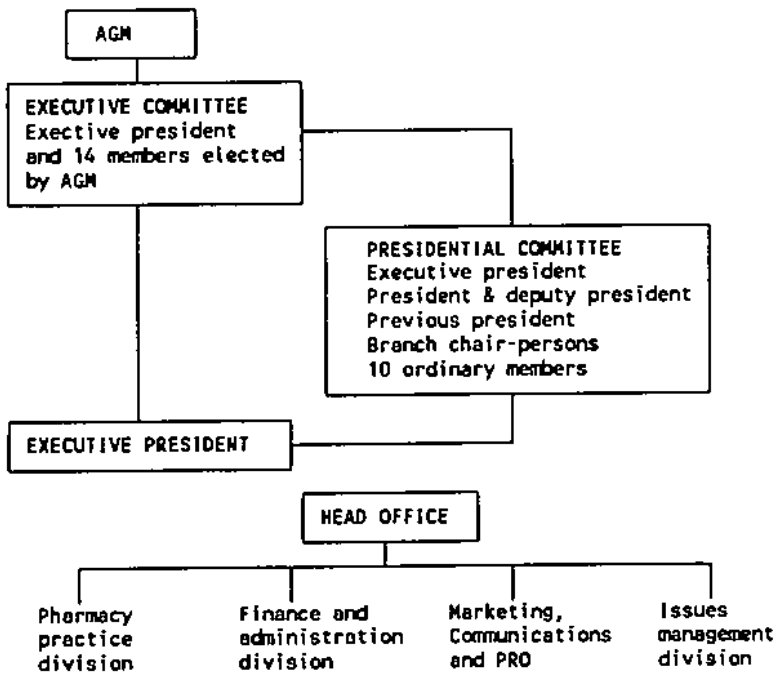 AGM
EXECUTIVE COMMITTEE
Exective president
and 14 members elected
by AGM
PRESIDENTIAL COMMITTEE
Executive president
President & deputy president
Previous president
Branch chair-persons
10 ordinary members
EXECUTIVE PRESIDENT
HEAD OFFICE
Pharmacy
practice
division
Finance and
administration
division
Marketing,
Communications
and PRO
Issues
management
division